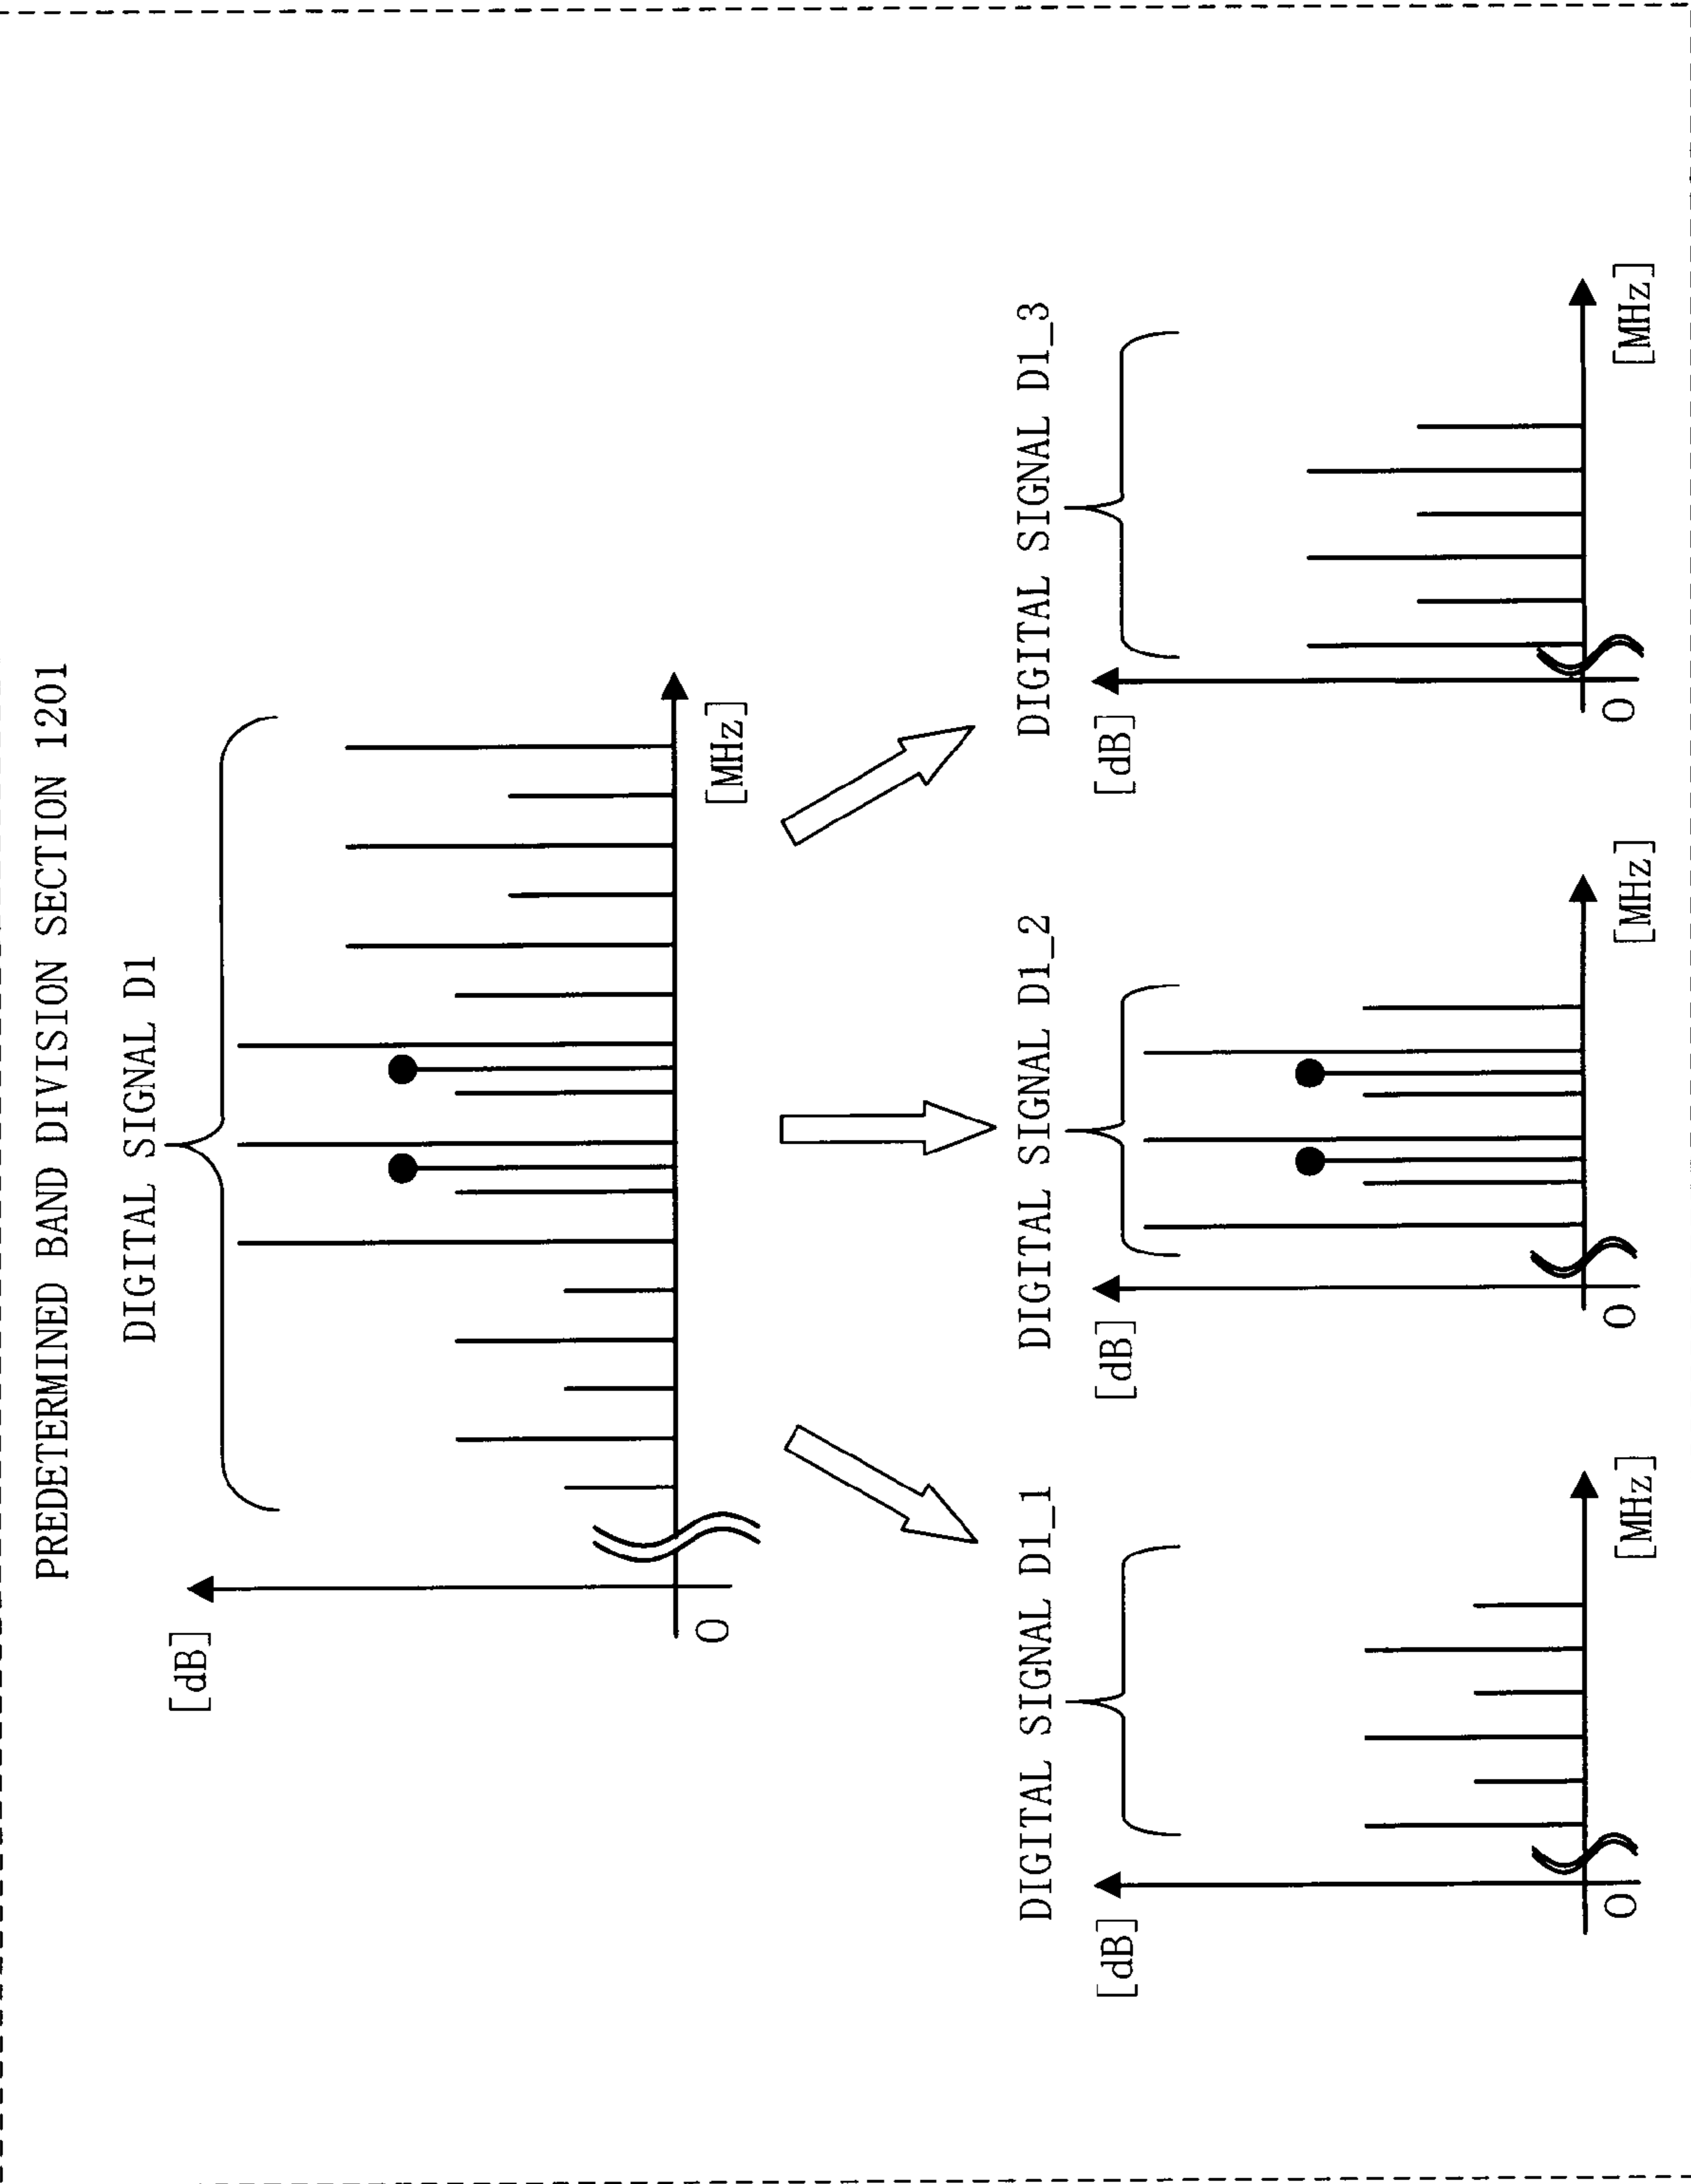 PREDETERMINED BAND DIVISION SECTION 1201
DIGITAL SIGNAL D1
[dB]
0
[MHz]
DIGITAL SIGNAL D1_1
[dB]
0
[MHz]
DIGITAL SIGNAL D1_2
[dB]
0
[MHz]
DIGITAL SIGNAL D1_3
[dB]
0
[MHz]